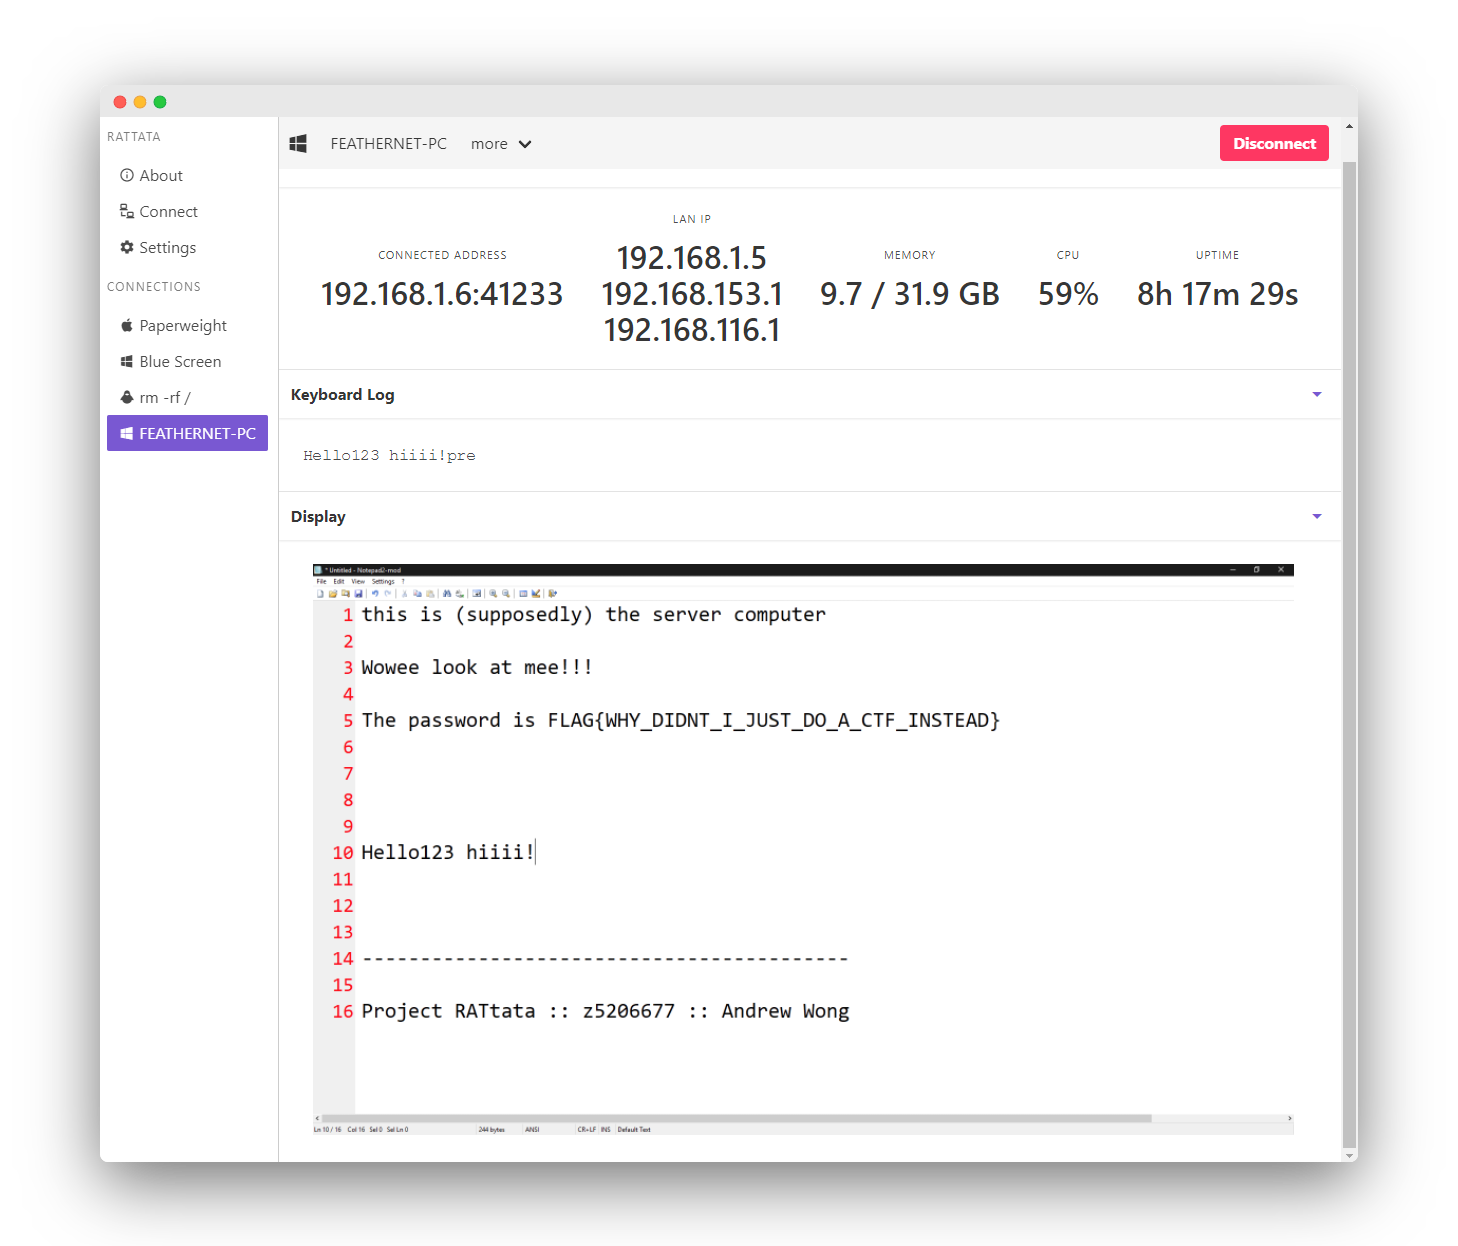 RATTATA
About
Connect
Settings
CONNECTIONS
Paperweight
Blue Screen
rm -rf /
FEATHERNET-PC
FEATHERNET-PC more
Disconnect
CONNECTED ADDRESS
192.168.1.6:41233
LAN IP
192.168.1.5
192.168.153.1
192.168.116.1
MEMORY
9.7 / 31.9 GB
CPU
59%
UPTIME
8h 17m 29s
Keyboard Log
Hello123 hiiii!pre
Display
* Untitled - Notepad2-mod
File Edit View Settings ?
1 this is (supposedly) the server computer
2
3 Wowee look at mee!!!
4
5 The password is FLAG{WHY_DIDNT_I_JUST_DO_A_CTF_INSTEAD}
6
7
8
9
10 Hello123 hiiii!
11
12
13
14 ------------------------------------------
15
16 Project RATtata :: z5206677 :: Andrew Wong
Ln 10 / 16 Col 16 Sel 0 Sel Ln 0 244 bytes ANSI CR+LF INS Default Text